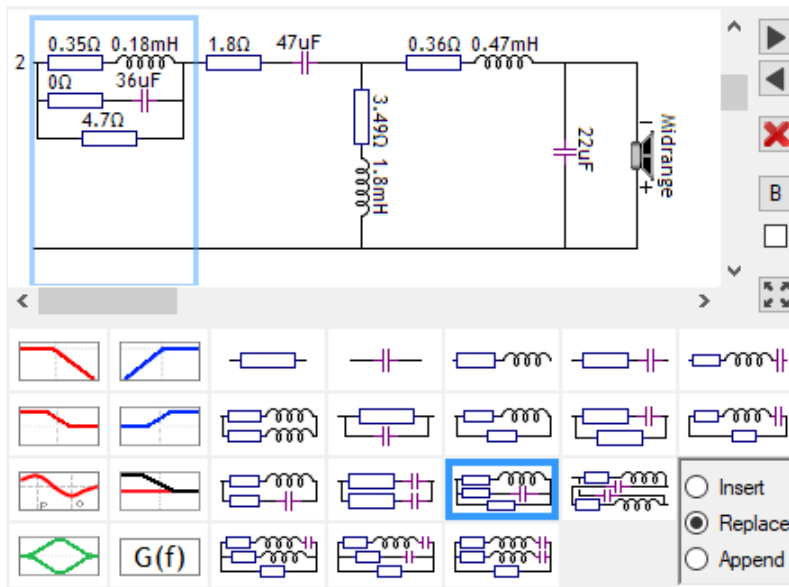 0.35Ω 0.18mH 1.8Ω 47uF 0.36Ω 0.47mH
2
0Ω 36uF
4.7Ω
3.49Ω 1.8mH
22uF
− Midrange +
B
Insert
Replace
Append
P O
G(f)